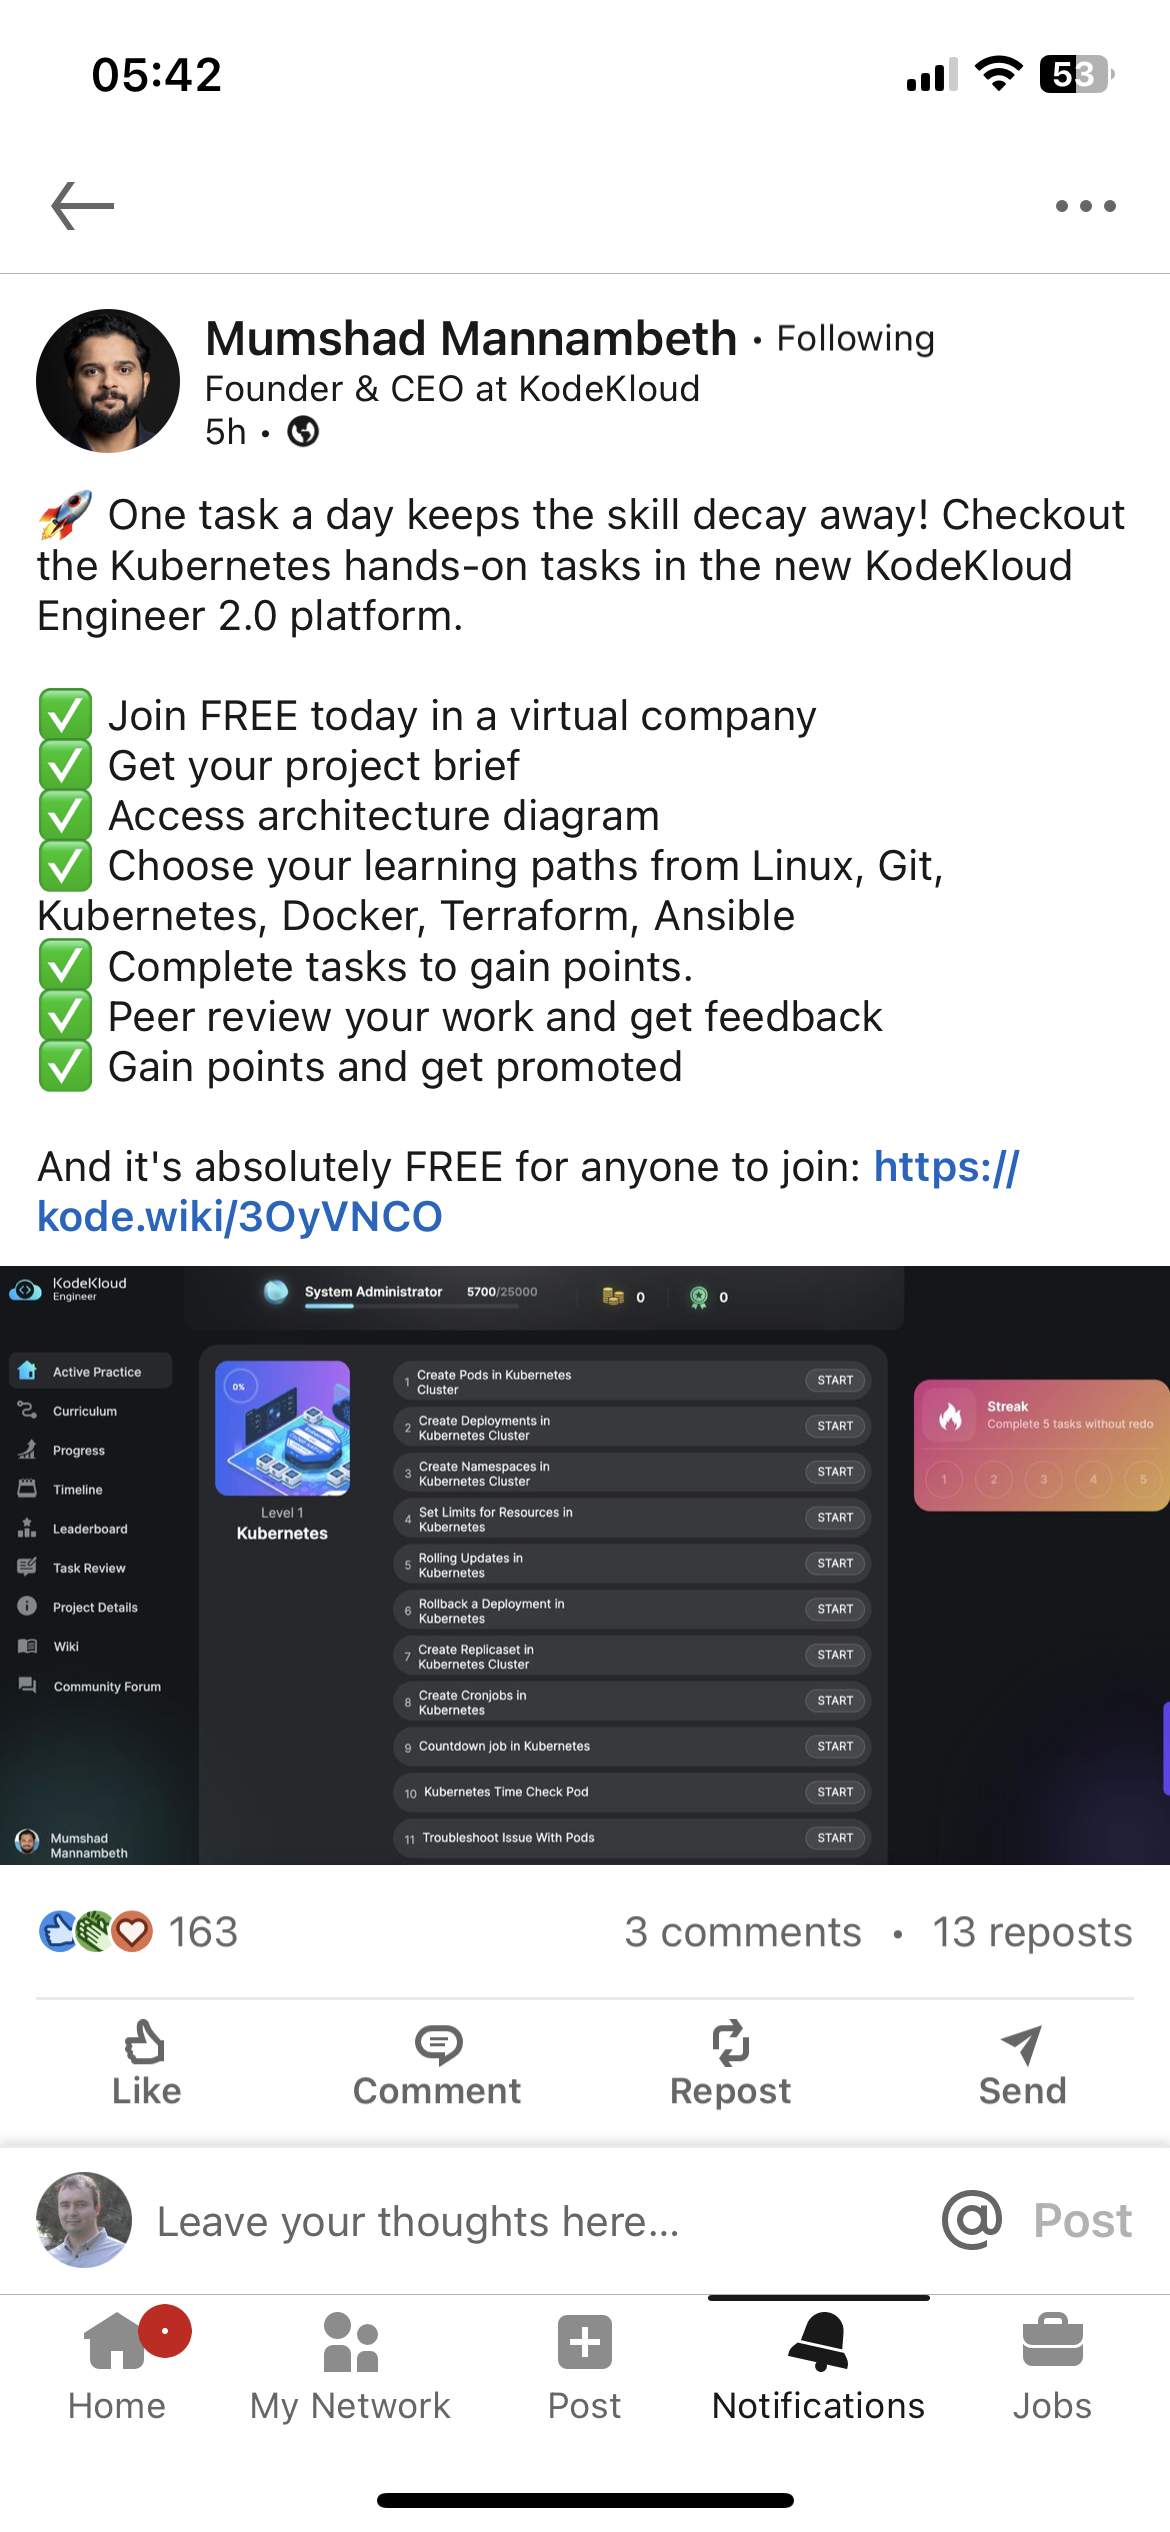 05:42
53
Mumshad Mannambeth • Following
Founder & CEO at KodeKloud
5h •
🚀 One task a day keeps the skill decay away! Checkout
the Kubernetes hands-on tasks in the new KodeKloud
Engineer 2.0 platform.
✅ Join FREE today in a virtual company
✅ Get your project brief
✅ Access architecture diagram
✅ Choose your learning paths from Linux, Git,
Kubernetes, Docker, Terraform, Ansible
✅ Complete tasks to gain points.
✅ Peer review your work and get feedback
✅ Gain points and get promoted
And it's absolutely FREE for anyone to join: https://
kode.wiki/3OyVNCO
KodeKloud
Engineer
System Administrator 5700/25000 0 0
Active Practice
Curriculum
Progress
Timeline
Leaderboard
Task Review
Project Details
Wiki
Community Forum
Mumshad
Mannambeth
0%
Level 1
Kubernetes
1 Create Pods in Kubernetes
Cluster
START
2 Create Deployments in
Kubernetes Cluster
START
3 Create Namespaces in
Kubernetes Cluster
START
4 Set Limits for Resources in
Kubernetes
START
5 Rolling Updates in
Kubernetes
START
6 Rollback a Deployment in
Kubernetes
START
7 Create Replicaset in
Kubernetes Cluster
START
8 Create Cronjobs in
Kubernetes
START
9 Countdown job in Kubernetes
START
10 Kubernetes Time Check Pod
START
11 Troubleshoot Issue With Pods
START
Streak
Complete 5 tasks without redo
1 2 3 4 5
163
3 comments • 13 reposts
Like Comment Repost Send
Leave your thoughts here... @ Post
Home My Network Post Notifications Jobs